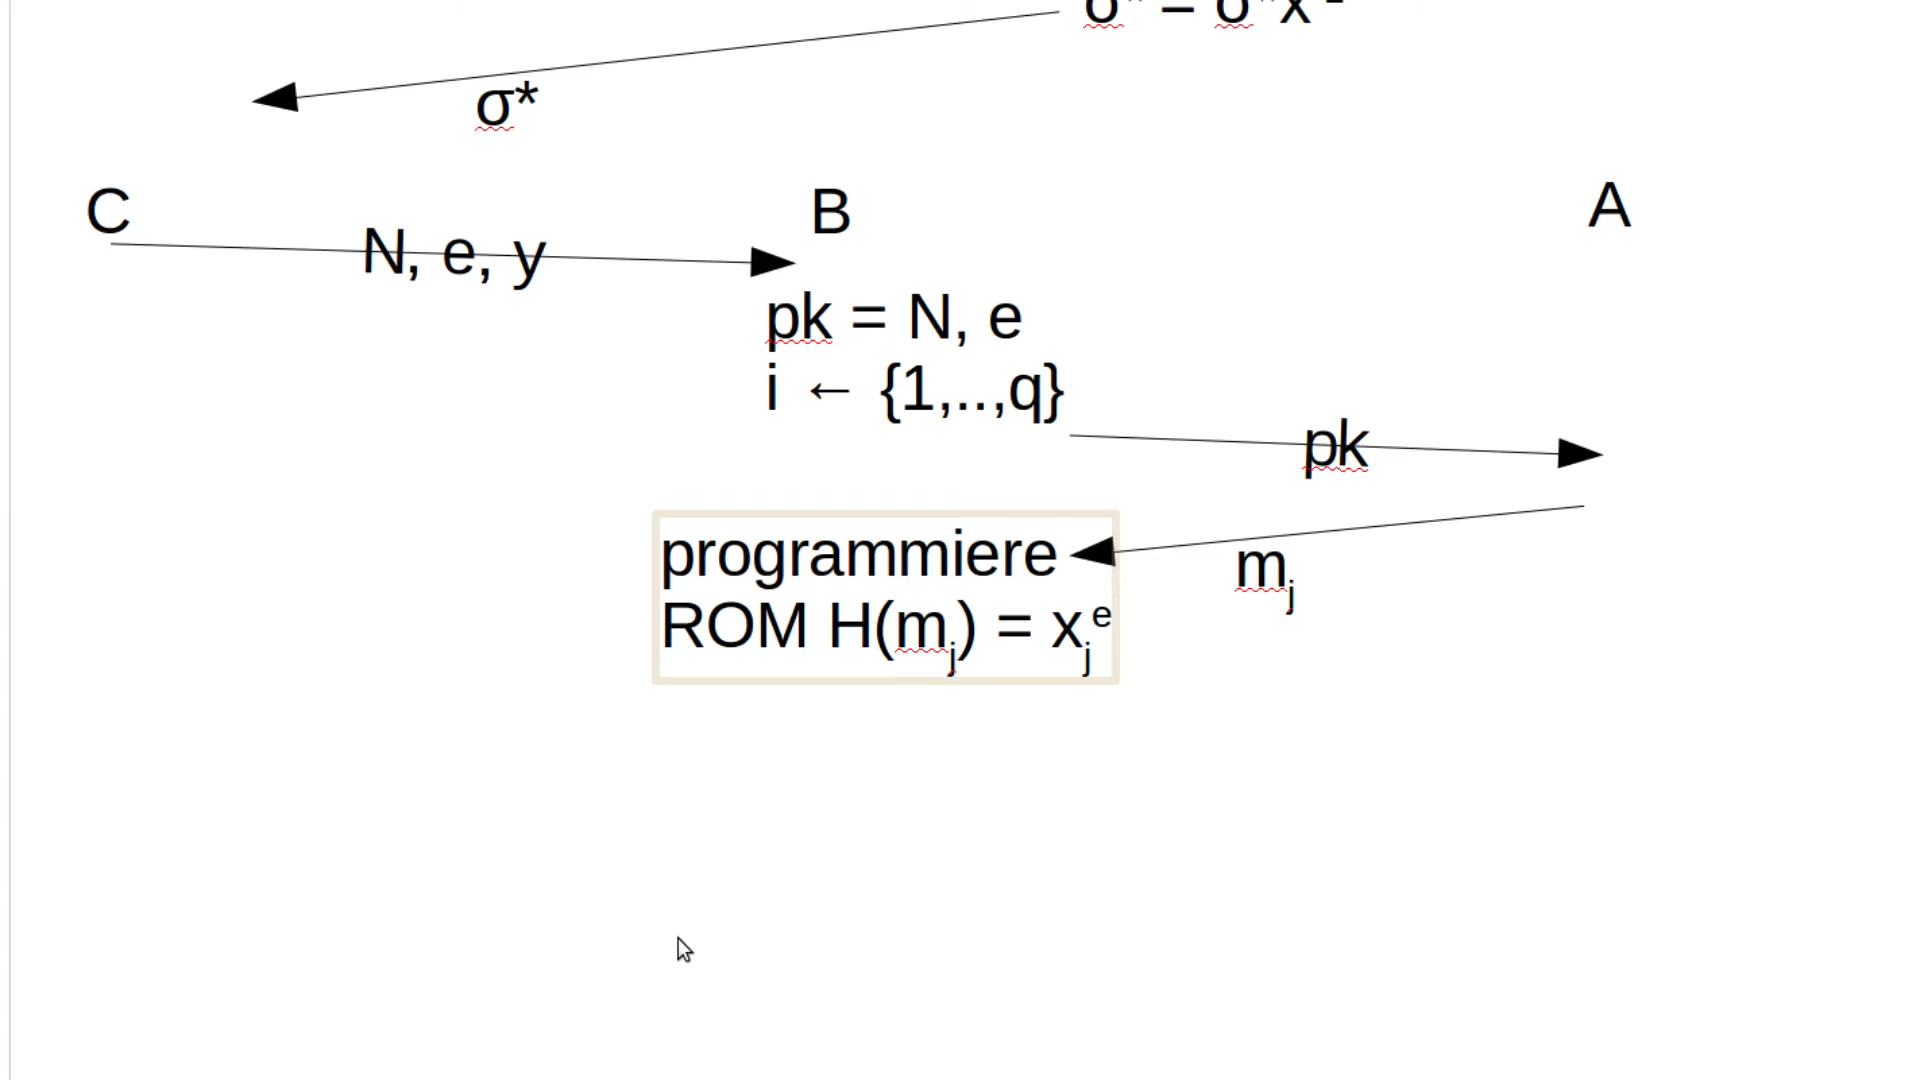 σ*
C
B
A
N, e, y
pk = N, e
i ← {1,..,q}
pk
programmiere
ROM H(mⱼ) = xⱼᵉ
mⱼ